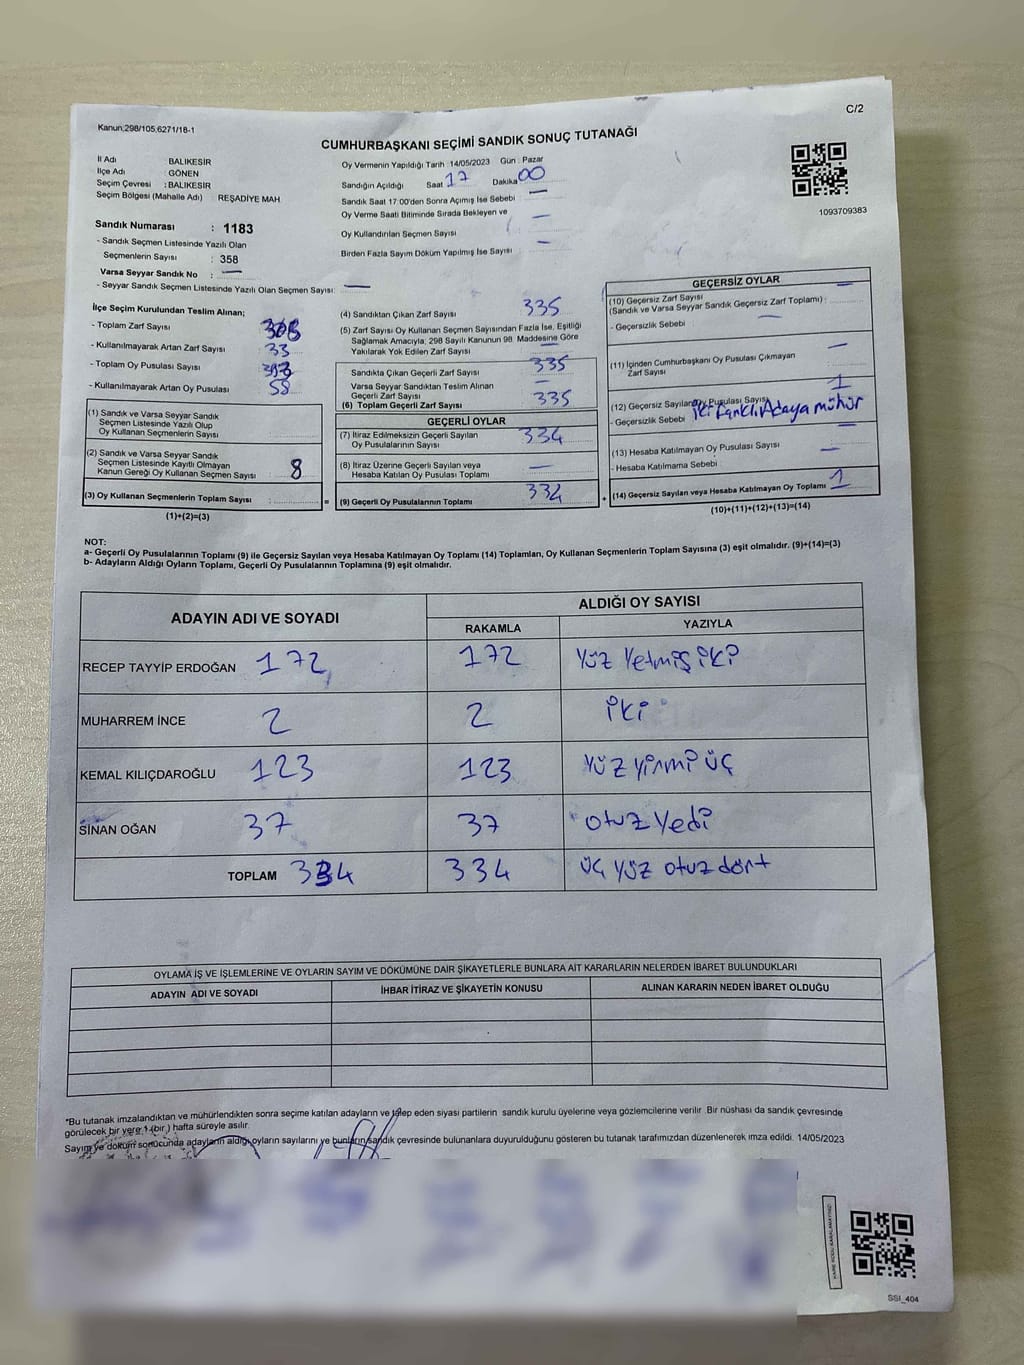 C/2
Kanun:298/105,6271/18-1
CUMHURBAŞKANI SEÇİMİ SANDIK SONUÇ TUTANAĞI
İl Adı BALIKESİR
İlçe Adı GÖNEN
Seçim Çevresi : BALIKESİR
Seçim Bölgesi (Mahalle Adı) REŞADİYE MAH
Oy Vermenin Yapıldığı Tarih : 14/05/2023 Gün : Pazar
Sandığın Açıldığı Saat 17 Dakika 00
Sandık Saat 17:00'den Sonra Açımış İse Sebebi : —
Oy Verme Saati Bitiminde Sırada Bekleyen ve
Oy Kullandırılan Seçmen Sayısı —
Birden Fazla Sayım Döküm Yapılmış İse Sayısı —
1093709383
Sandık Numarası : 1183
- Sandık Seçmen Listesinde Yazılı Olan
Seçmenlerin Sayısı : 358
Varsa Seyyar Sandık No : —
- Seyyar Sandık Seçmen Listesinde Yazılı Olan Seçmen Sayısı: —
İlçe Seçim Kurulundan Teslim Alınan;
- Toplam Zarf Sayısı
- Kullanılmayarak Artan Zarf Sayısı 33
- Toplam Oy Pusulası Sayısı
- Kullanılmayarak Artan Oy Pusulası 58
(1) Sandık ve Varsa Seyyar Sandık
Seçmen Listesinde Yazılı Olup
Oy Kullanan Seçmenlerin Sayısı
(2) Sandık ve Varsa Seyyar Sandık
Seçmen Listesinde Kayıtlı Olmayan
Kanun Gereği Oy Kullanan Seçmen Sayısı 8
(3) Oy Kullanan Seçmenlerin Toplam Sayısı : =
(1)+(2)=(3)
(4) Sandıktan Çıkan Zarf Sayısı 335
(5) Zarf Sayısı Oy Kullanan Seçmen Sayısından Fazla İse, Eşitliği
Sağlamak Amacıyla; 298 Sayılı Kanunun 98. Maddesine Göre
Yakılarak Yok Edilen Zarf Sayısı —
Sandıkta Çıkan Geçerli Zarf Sayısı 335
Varsa Seyyar Sandıktan Teslim Alınan
Geçerli Zarf Sayısı —
(6) Toplam Geçerli Zarf Sayısı 335
GEÇERLİ OYLAR
(7) İtiraz Edilmeksizin Geçerli Sayılan
Oy Pusulalarının Sayısı 334
(8) İtiraz Üzerine Geçerli Sayılan veya
Hesaba Katılan Oy Pusulası Toplamı —
(9) Geçerli Oy Pusulalarının Toplamı 334 +
GEÇERSİZ OYLAR
(10) Geçersiz Zarf Sayısı —
(Sandık ve Varsa Seyyar Sandık Geçersiz Zarf Toplamı) :
- Geçersizlik Sebebi —
(11) İçinden Cumhurbaşkanı Oy Pusulası Çıkmayan
Zarf Sayısı —
(12) Geçersiz Sayılan Oy Pusulası Sayısı 1
- Geçersizlik Sebebi iki farklı Adaya mühür
(13) Hesaba Katılmayan Oy Pusulası Sayısı —
- Hesaba Katılmama Sebebi —
(14) Geçersiz Sayılan veya Hesaba Katılmayan Oy Toplamı 1
(10)+(11)+(12)+(13)=(14)
NOT:
a- Geçerli Oy Pusulalarının Toplamı (9) ile Geçersiz Sayılan veya Hesaba Katılmayan Oy Toplamı (14) Toplamları, Oy Kullanan Seçmenlerin Toplam Sayısına (3) eşit olmalıdır. (9)+(14)=(3)
b- Adayların Aldığı Oyların Toplamı, Geçerli Oy Pusulalarının Toplamına (9) eşit olmalıdır.
ADAYIN ADI VE SOYADI ALDIĞI OY SAYISI
RAKAMLA YAZIYLA
RECEP TAYYİP ERDOĞAN 172 172 Yüz Yetmiş iki
MUHARREM İNCE 2 2 iki
KEMAL KILIÇDAROĞLU 123 123 Yüz yirmi üç
SİNAN OĞAN 37 37 otuz Yedi
TOPLAM 334 334 üç Yüz otuz dört
OYLAMA İŞ VE İŞLEMLERİNE VE OYLARIN SAYIM VE DÖKÜMÜNE DAİR ŞİKAYETLERLE BUNLARA AİT KARARLARIN NELERDEN İBARET BULUNDUKLARI
ADAYIN ADI VE SOYADI İHBAR İTİRAZ VE ŞİKAYETİN KONUSU ALINAN KARARIN NEDEN İBARET OLDUĞU
*Bu tutanak imzalandıktan ve mühürlendikten sonra seçime katılan adayların ve talep eden siyasi partilerin sandık kurulu üyelerine veya gözlemcilerine verilir. Bir nüshası da sandık çevresinde
görülecek bir yere 1 (bir) hafta süreyle asılır.
Sayım ve döküm sonucunda adayların aldığı oyların sayılarını ve bunların sandık çevresinde bulunanlara duyurulduğunu gösteren bu tutanak tarafımızdan düzenlenerek imza edildi. 14/05/2023
SSI_404